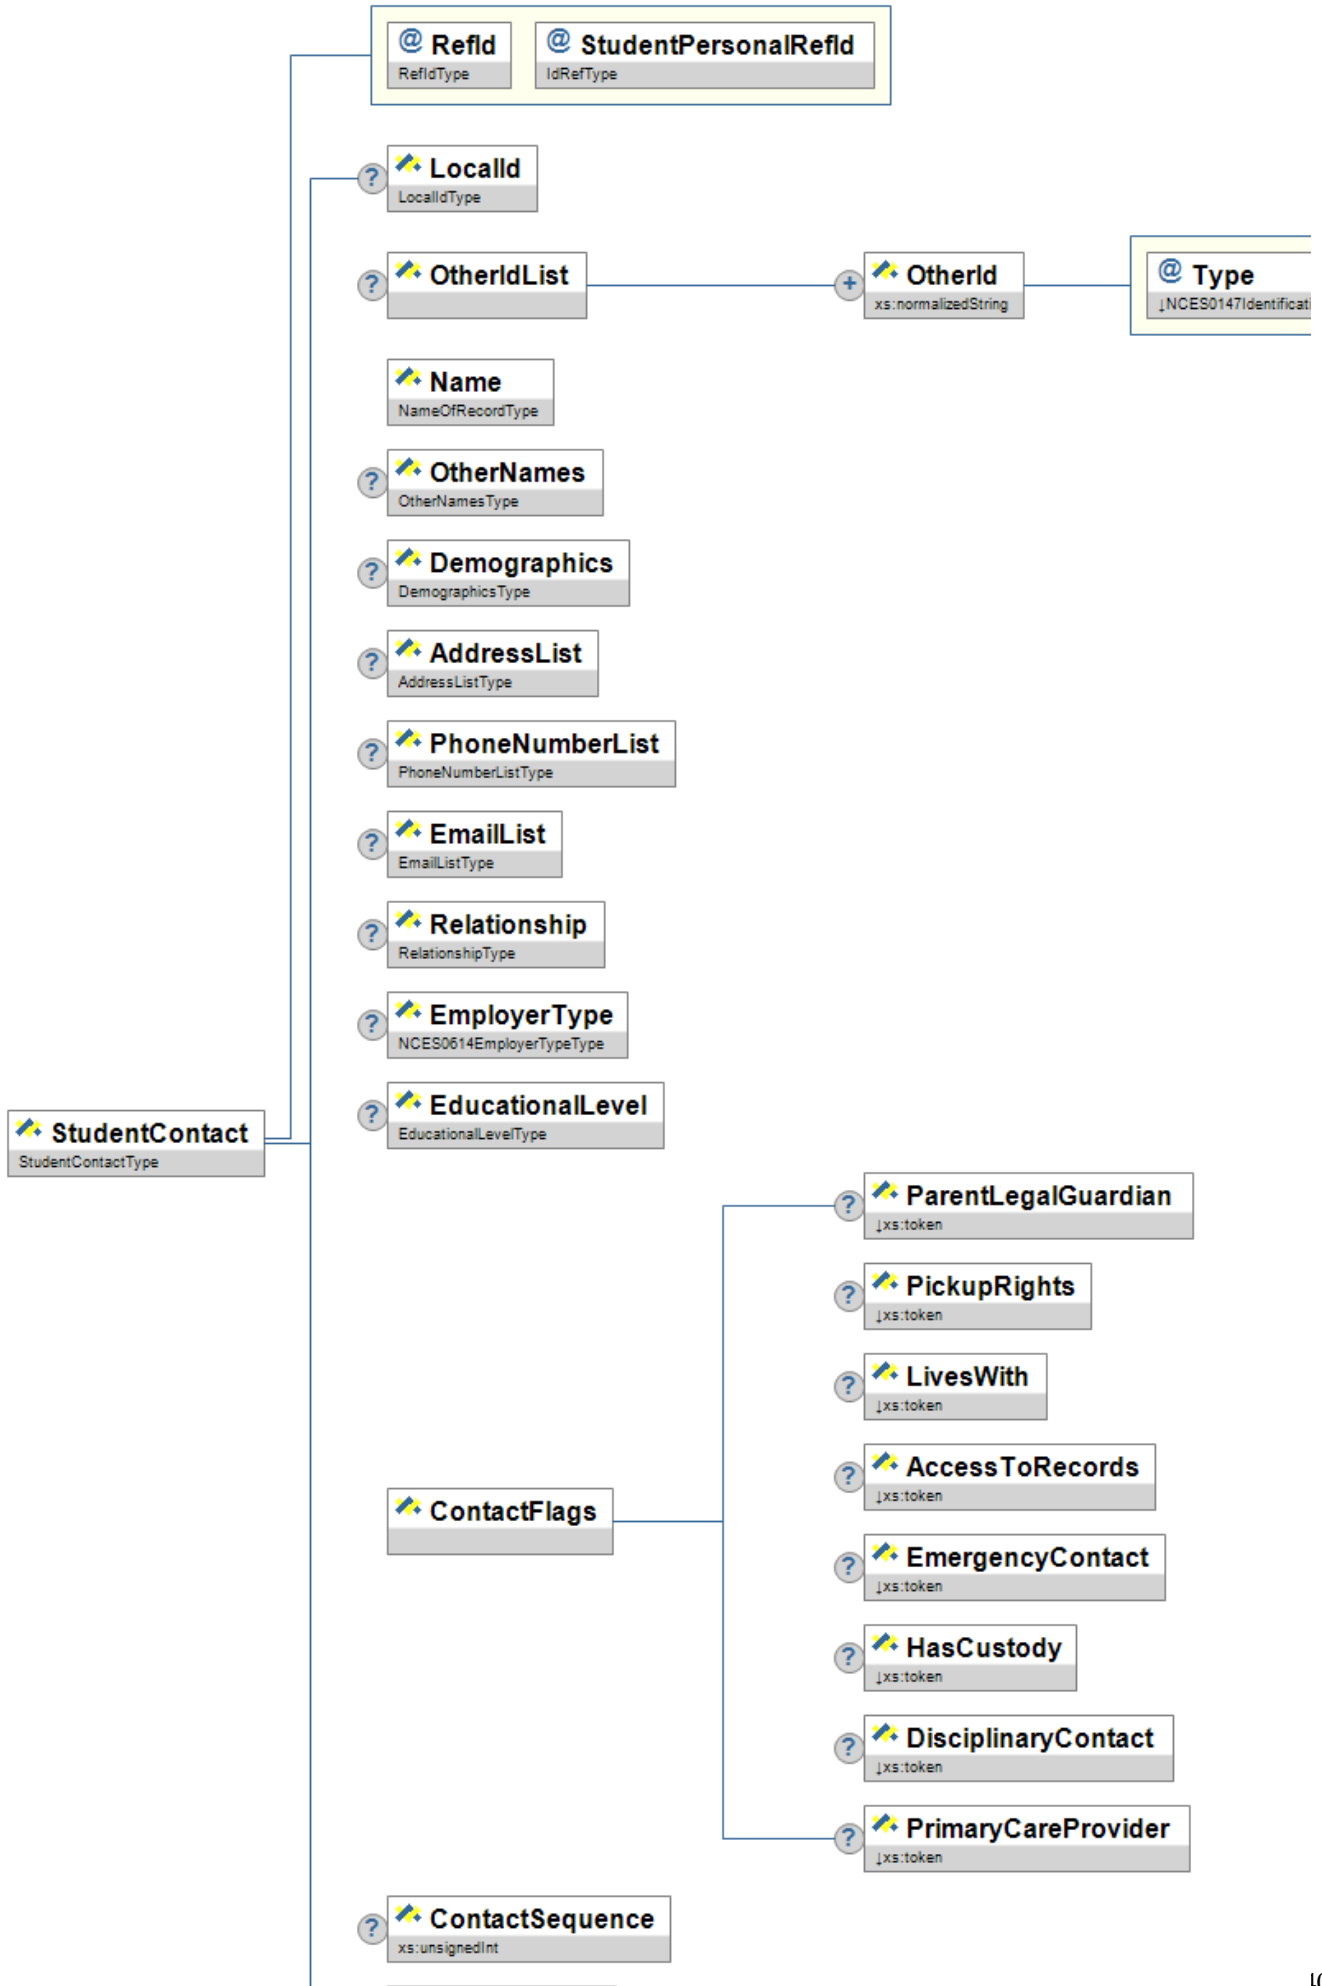 @ RefId
RefIdType
@ StudentPersonalRefId
IdRefType
? LocalId
LocalIdType
? OtherIdList
+ OtherId
xs:normalizedString
@ Type
↓NCES0147Identificati
Name
NameOfRecordType
? OtherNames
OtherNamesType
? Demographics
DemographicsType
? AddressList
AddressListType
? PhoneNumberList
PhoneNumberListType
? EmailList
EmailListType
? Relationship
RelationshipType
? EmployerType
NCES0614EmployerTypeType
? EducationalLevel
EducationalLevelType
StudentContact
StudentContactType
? ParentLegalGuardian
↓xs:token
? PickupRights
↓xs:token
? LivesWith
↓xs:token
? AccessToRecords
↓xs:token
ContactFlags
? EmergencyContact
↓xs:token
? HasCustody
↓xs:token
? DisciplinaryContact
↓xs:token
? PrimaryCareProvider
↓xs:token
? ContactSequence
xs:unsignedInt